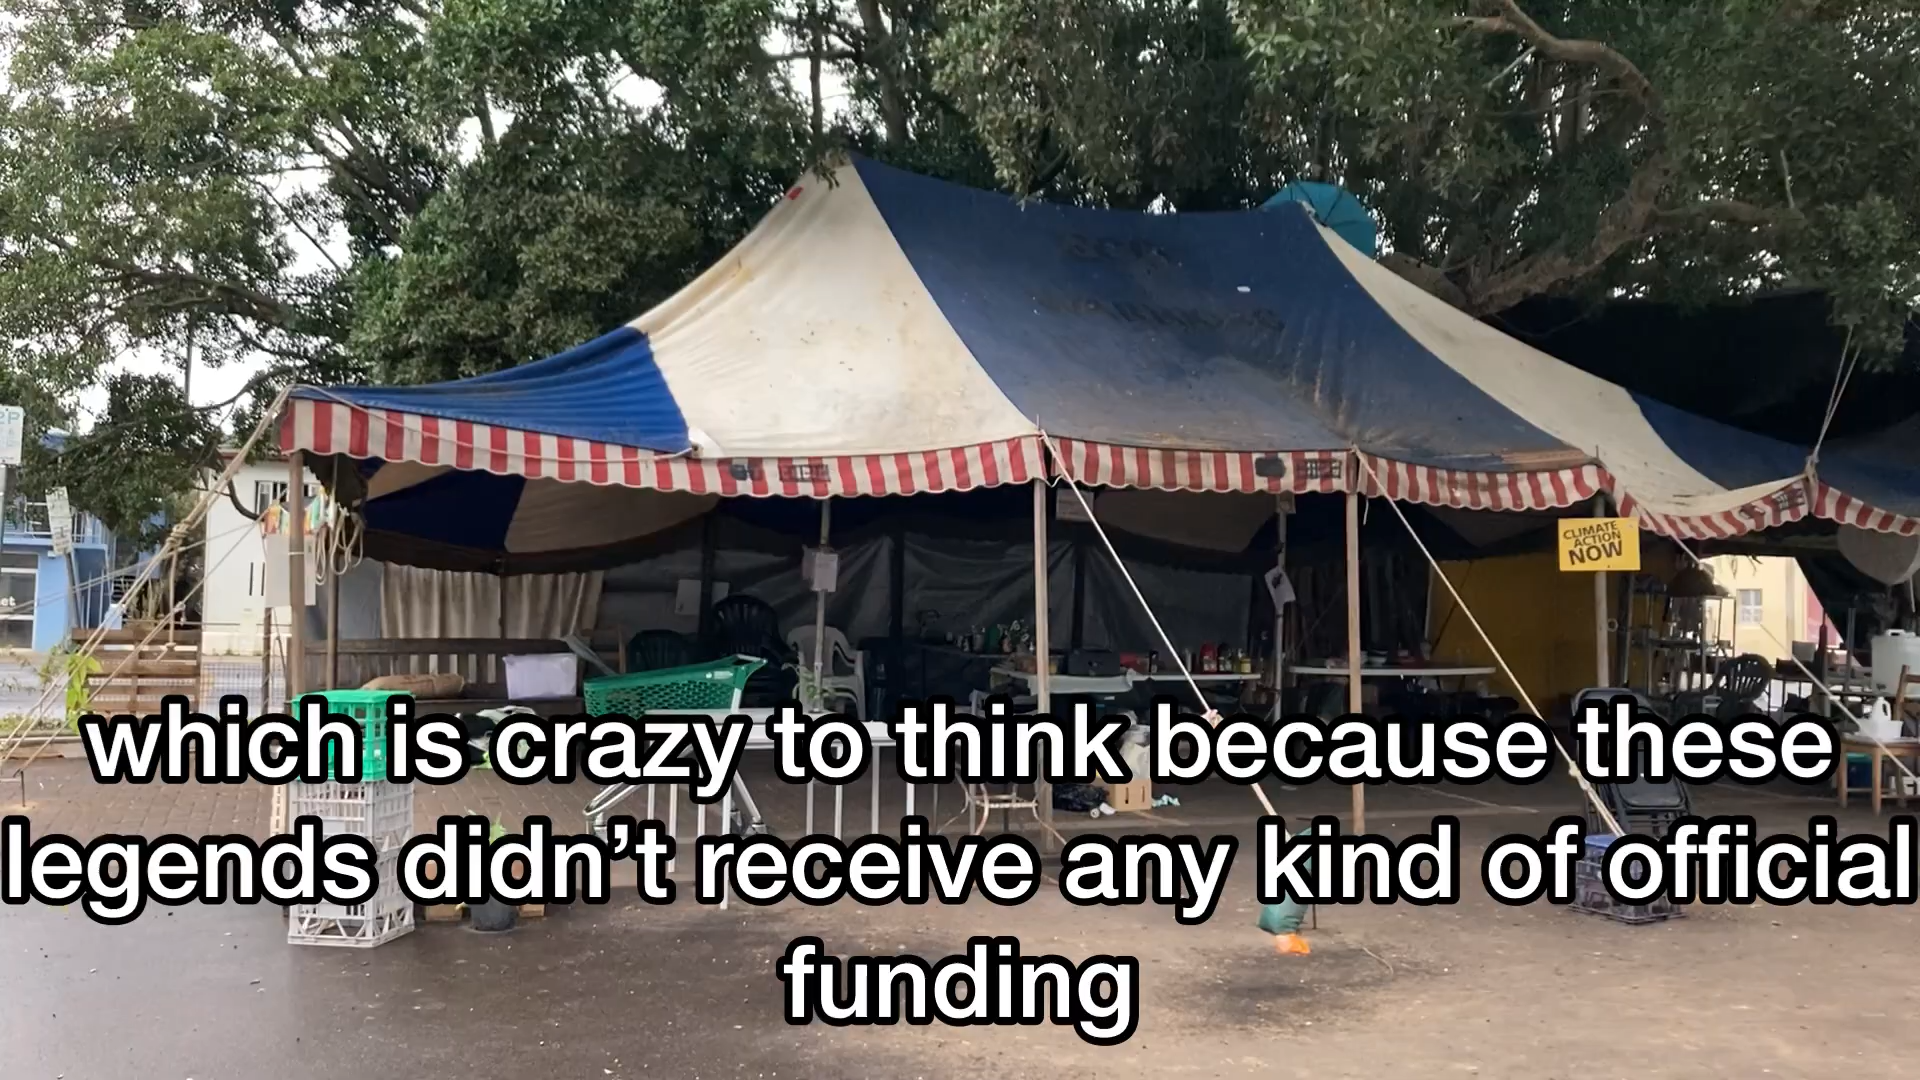 CLIMATE
ACTION
NOW
which is crazy to think because these
legends didn’t receive any kind of official
funding